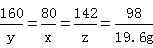 160/y = 80/x = 142/z = 98/19.6g